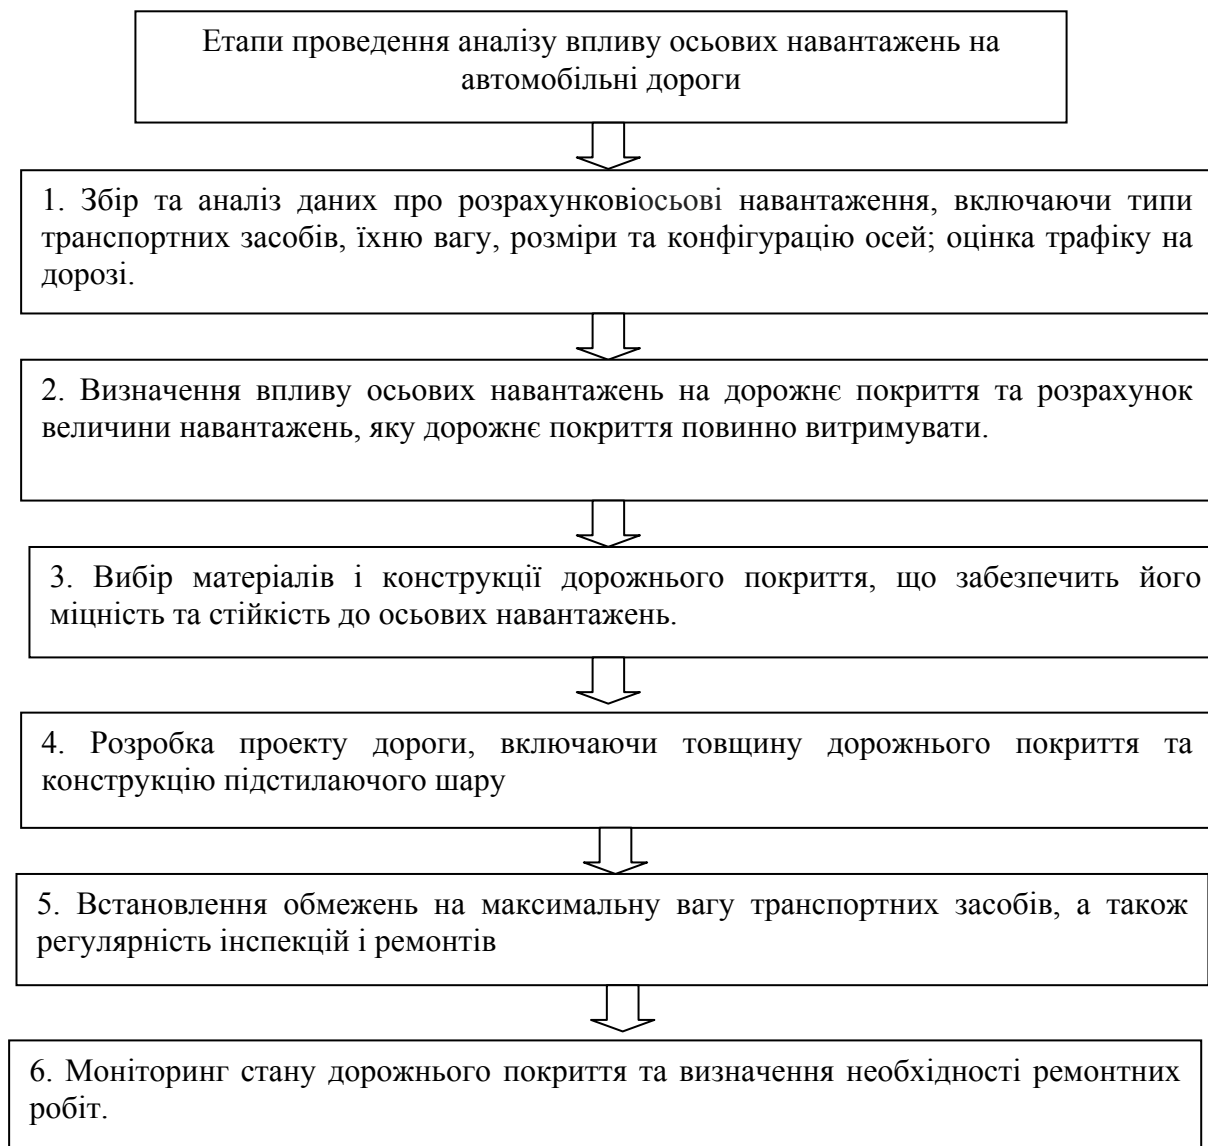 Етапи проведення аналізу впливу осьових навантажень на
автомобільні дороги
1. Збір та аналіз даних про розрахунковіосьові навантаження, включаючи типи
транспортних засобів, їхню вагу, розміри та конфігурацію осей; оцінка трафіку на
дорозі.
2. Визначення впливу осьових навантажень на дорожнє покриття та розрахунок
величини навантажень, яку дорожнє покриття повинно витримувати.
3. Вибір матеріалів і конструкції дорожнього покриття, що забезпечить його
міцність та стійкість до осьових навантажень.
4. Розробка проекту дороги, включаючи товщину дорожнього покриття та
конструкцію підстилаючого шару
5. Встановлення обмежень на максимальну вагу транспортних засобів, а також
регулярність інспекцій і ремонтів
6. Моніторинг стану дорожнього покриття та визначення необхідності ремонтних
робіт.